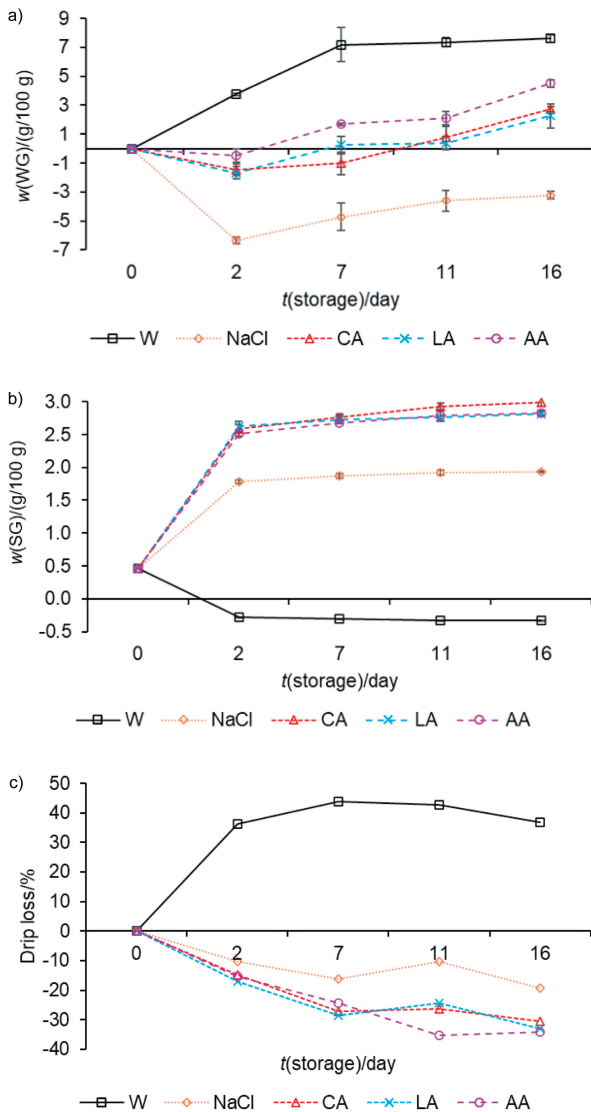 a)
9
7
5
3
1
-1
-3
-5
-7
w(WG)/(g/100 g)
0 2 7 11 16
t(storage)/day
W NaCl CA LA AA
b)
3.0
2.5
2.0
1.5
1.0
0.5
0.0
-0.5
w(SG)/(g/100 g)
0 2 7 11 16
t(storage)/day
W NaCl CA LA AA
c)
50
40
30
20
10
0
-10
-20
-30
-40
Drip loss/%
0 2 7 11 16
t(storage)/day
W NaCl CA LA AA